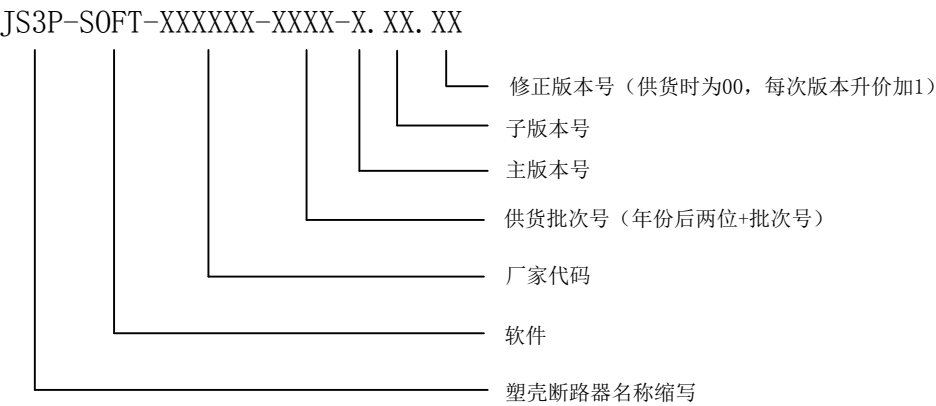 JS3P-SOFT-XXXXXX-XXXX-X.XX.XX
修正版本号（供货时为00，每次版本升价加1）
子版本号
主版本号
供货批次号（年份后两位+批次号）
厂家代码
软件
塑壳断路器名称缩写